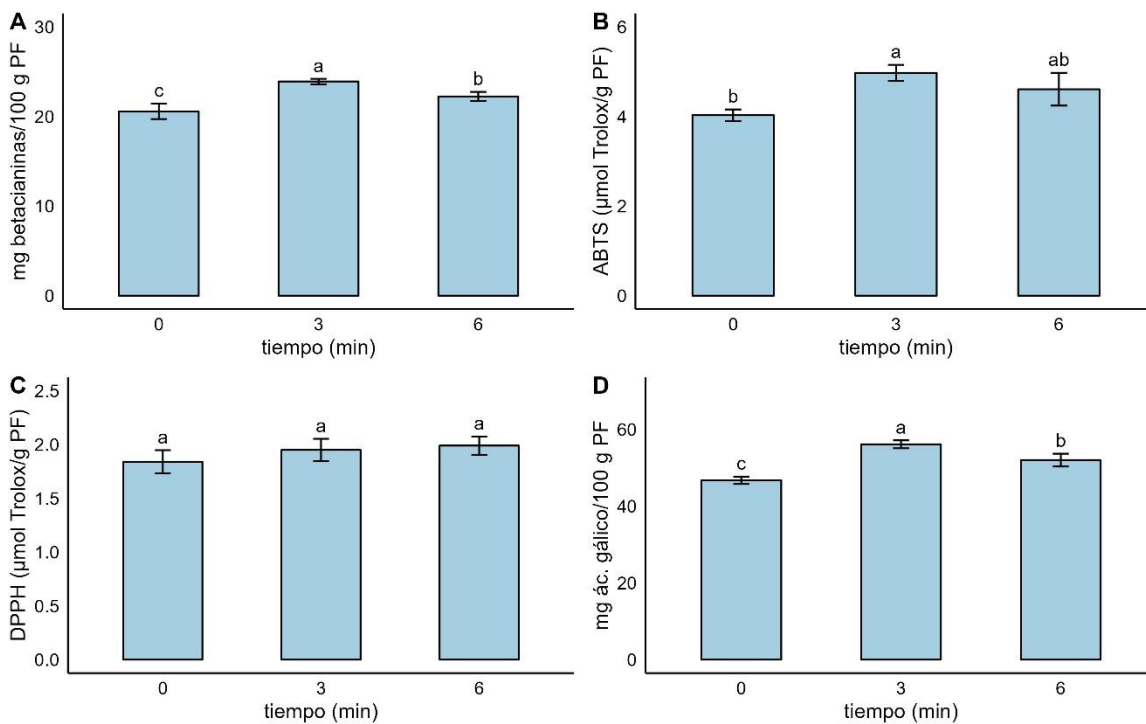 A
mg betacianinas/100 g PF
30
20
10
0
c
a
b
0 3 6
tiempo (min)
B
ABTS (µmol Trolox/g PF)
6
4
2
0
b
a
ab
0 3 6
tiempo (min)
C
DPPH (µmol Trolox/g PF)
2.5
2.0
1.5
1.0
0.5
0.0
a
a
a
0 3 6
tiempo (min)
D
mg ác. gálico/100 g PF
60
40
20
0
c
a
b
0 3 6
tiempo (min)